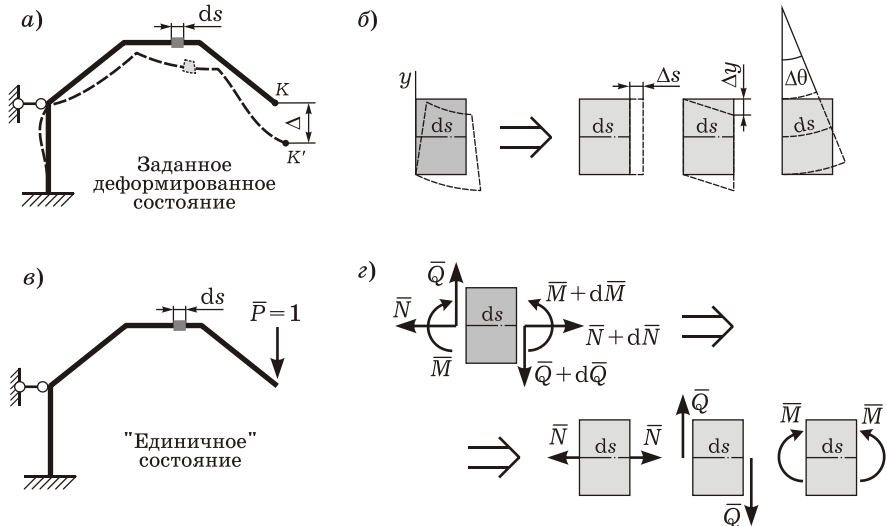 а)
ds
K
Δ
K′
Заданное
деформированное
состояние
б)
y
ds
ds
Δs
ds
Δy
ds
Δθ
в)
ds
P̅ = 1
"Единичное"
состояние
г)
Q̅
N̅
M̅
ds
M̅ + dM̅
N̅ + dN̅
Q̅ + dQ̅
N̅
ds
N̅
Q̅
ds
Q̅
M̅
ds
M̅